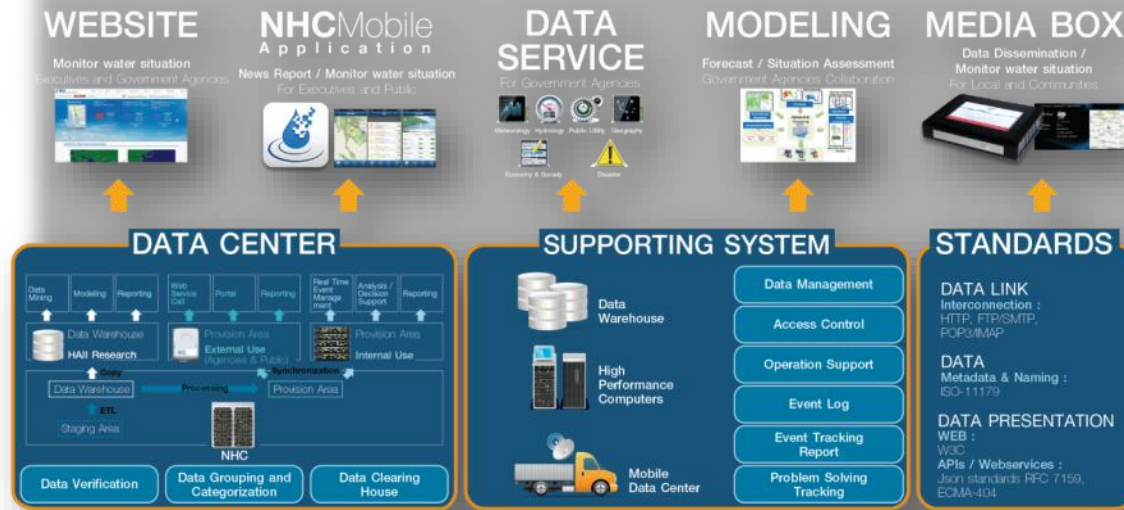 WEBSITE
Monitor water situation
Executives and Government Agencies
NHCMobile
Application
News Report / Monitor water situation
For Executives and Public
DATA
SERVICE
For Government Agencies
Meteorology Hydrology Public Utility Geography
Economy & Society Disaster
MODELING
Forecast / Situation Assessment
Government Agencies Collaboration
MEDIA BOX
Data Dissemination /
Monitor water situation
For Local and Communities
DATA CENTER
Data
Mining
Modeling
Reporting
Web
Service
Call
Portal
Reporting
Real Time
Event
Manage
ment
Analysis /
Decision
Support
Reporting
Data Warehouse
HAII Research
Provision Area
External Use
(Agencies & Public)
Provision Area
Internal Use
Copy
Synchronization
Data Warehouse
Processing
Provision Area
ETL
Staging Area
NHC
Data Verification
Data Grouping and
Categorization
Data Clearing
House
SUPPORTING SYSTEM
Data
Warehouse
High
Performance
Computers
Mobile
Data Center
Data Management
Access Control
Operation Support
Event Log
Event Tracking
Report
Problem Solving
Tracking
STANDARDS
DATA LINK
Interconnection :
HTTP, FTP/SMTP,
POP3/IMAP
DATA
Metadata & Naming :
ISO-11179
DATA PRESENTATION
WEB :
W3C
APIs / Webservices :
Json standards RFC 7159,
ECMA-404